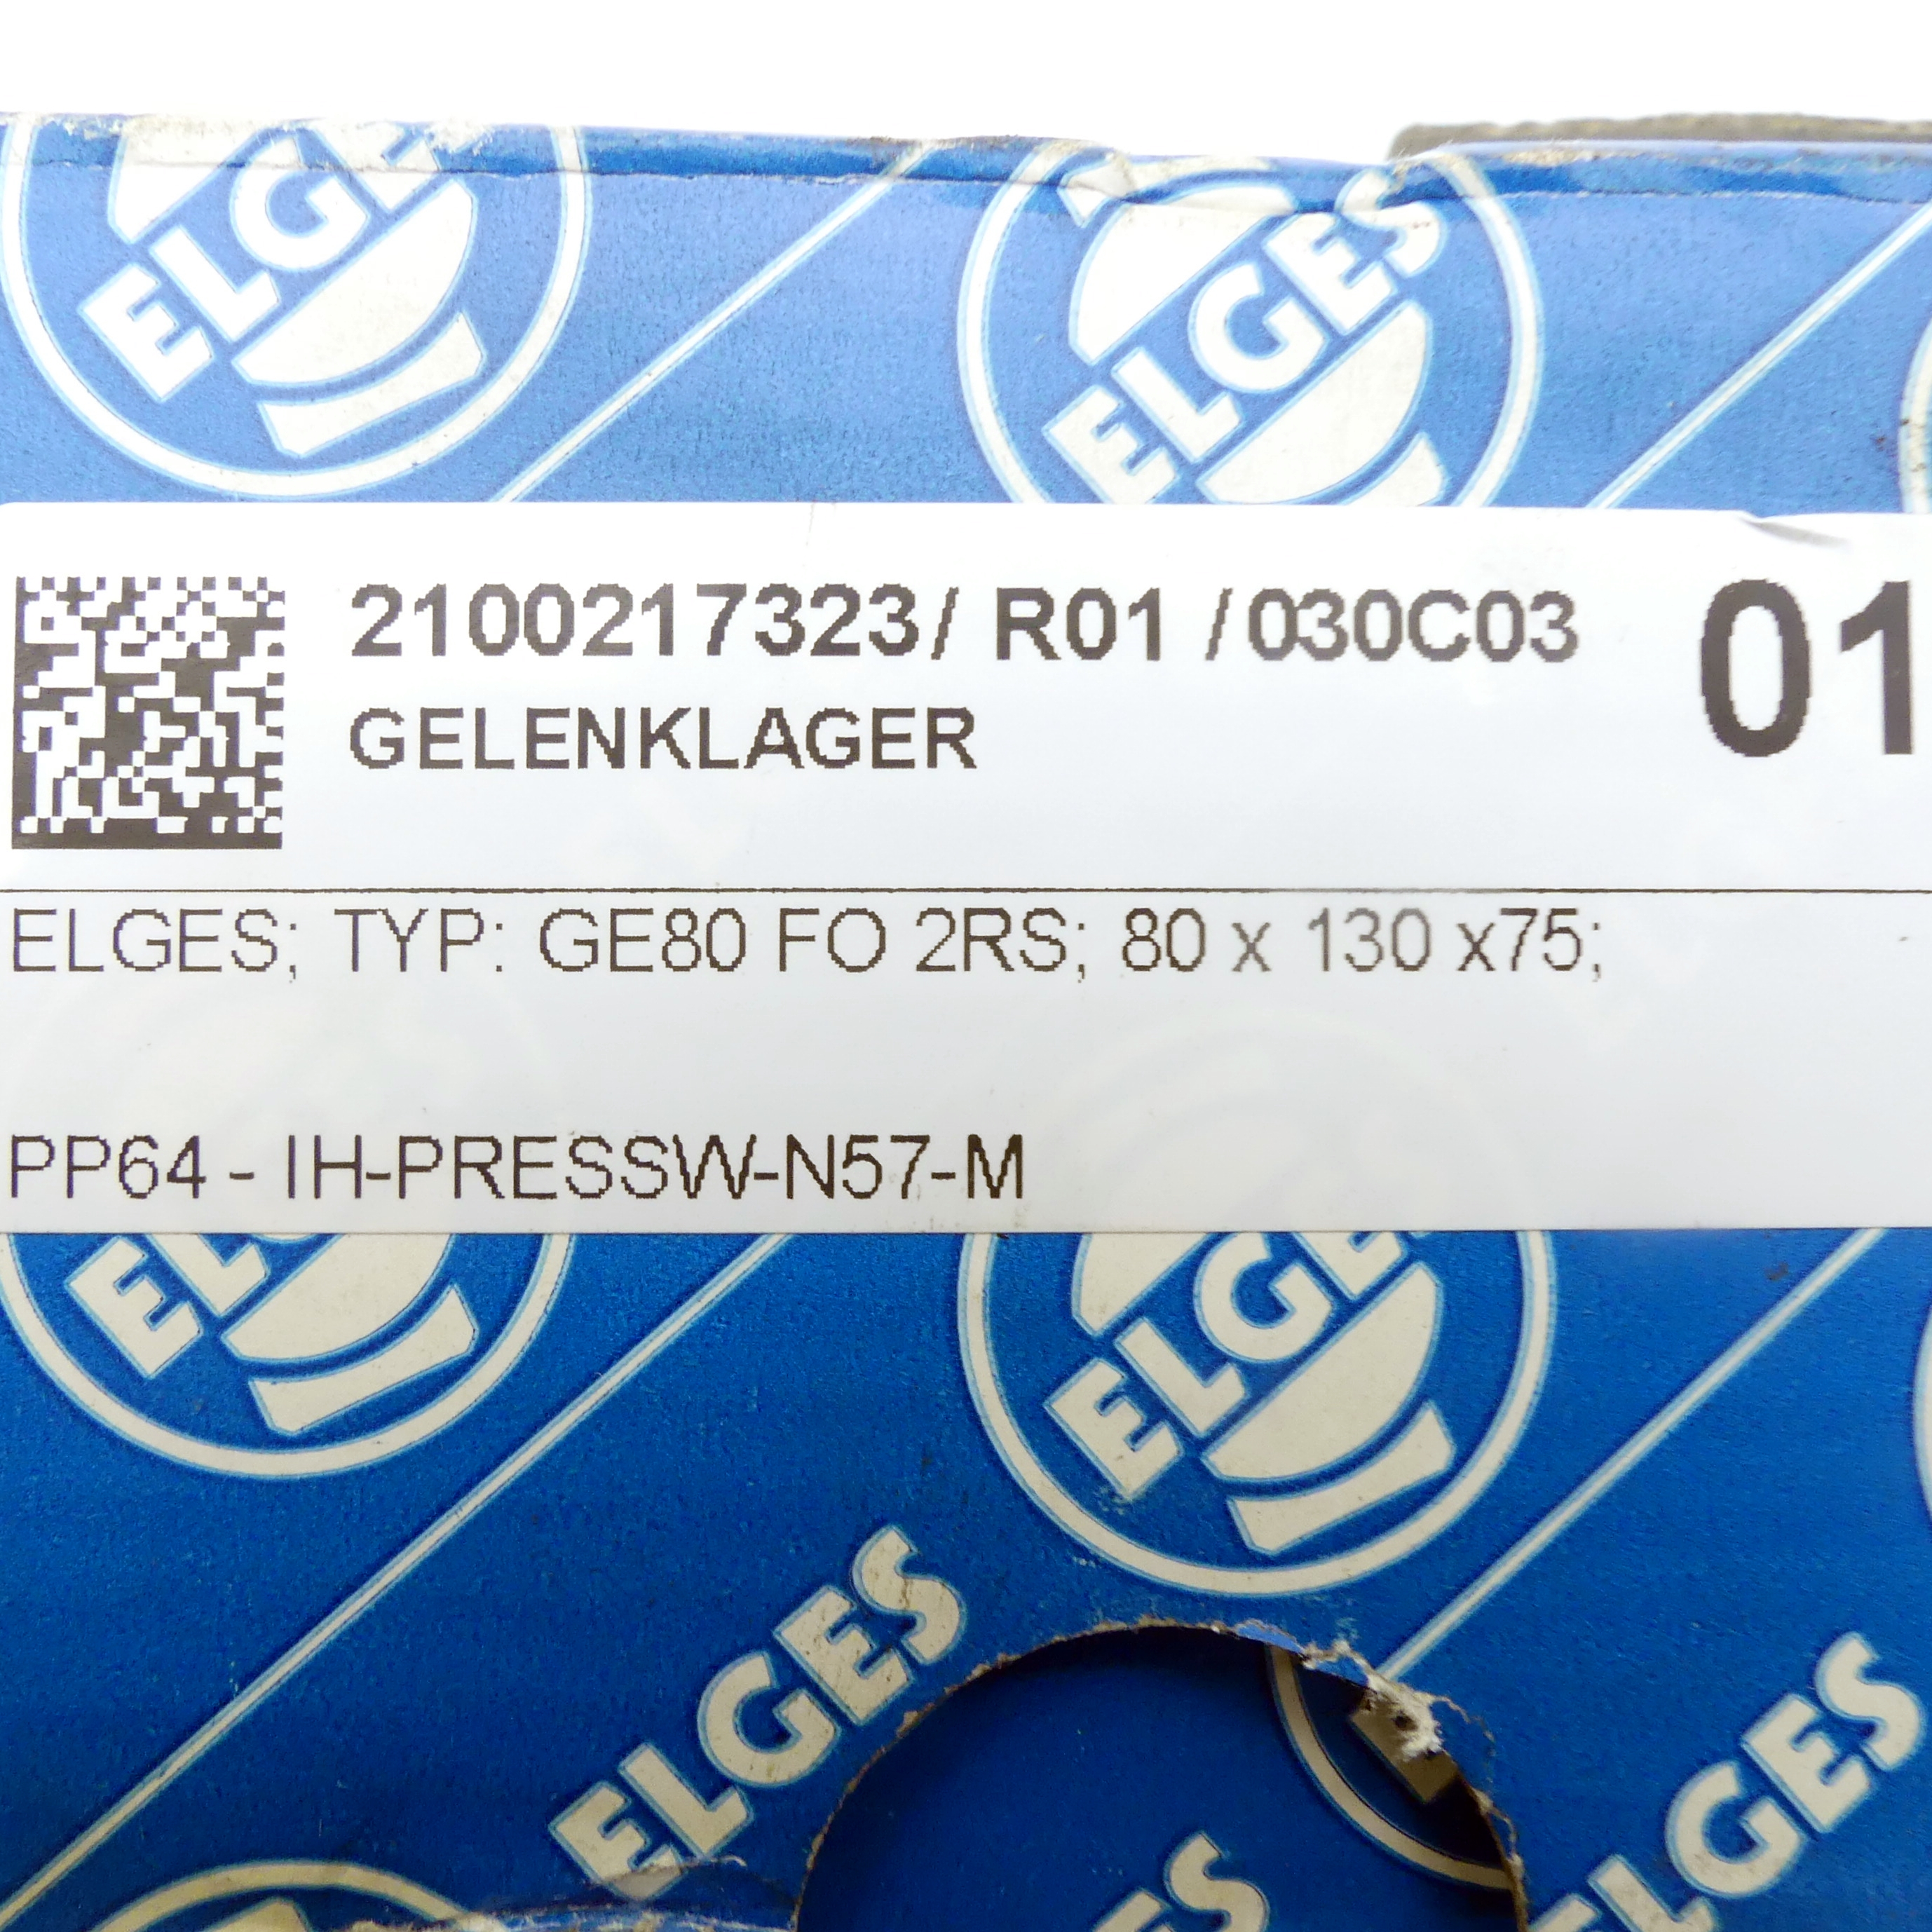 ELGES
ELGES
2100217323/ R01 /030C03
01
GELENKLAGER
ELGES; TYP: GE80 FO 2RS; 80 x 130 x75;
PP64 - IH-PRESSW-N57-M
ELGES
ELGES
ELGES